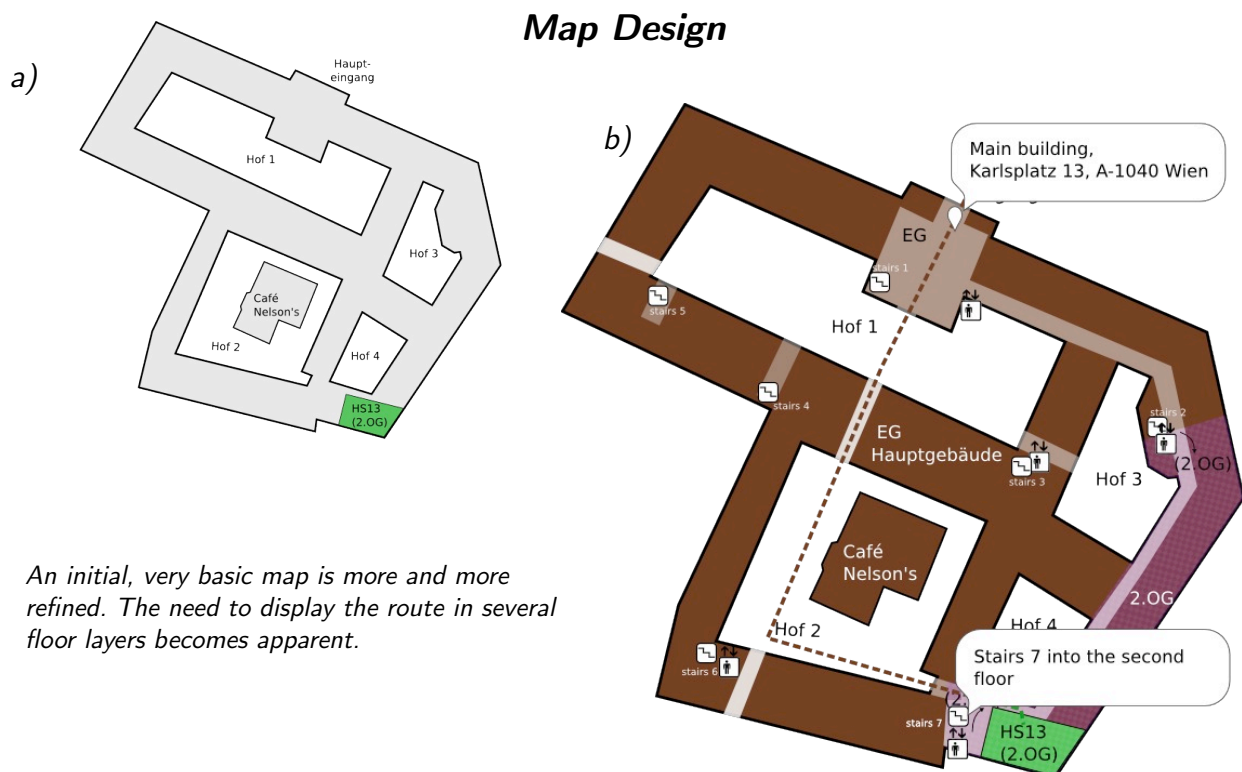 Map Design
a)
Haupt-
eingang
Hof 1
Hof 3
Café
Nelson's
Hof 2
Hof 4
HS13
(2.OG)
An initial, very basic map is more and more
refined. The need to display the route in several
floor layers becomes apparent.
b)
Main building,
Karlsplatz 13, A-1040 Wien
EG
stairs 1
stairs 5
Hof 1
stairs 4
stairs 2
(2.OG)
EG
Hauptgebäude
stairs 3
Hof 3
Café
Nelson's
2.OG
Hof 2
Hof 4
Stairs 7 into the second
floor
stairs 6
stairs 7
HS13
(2.OG)